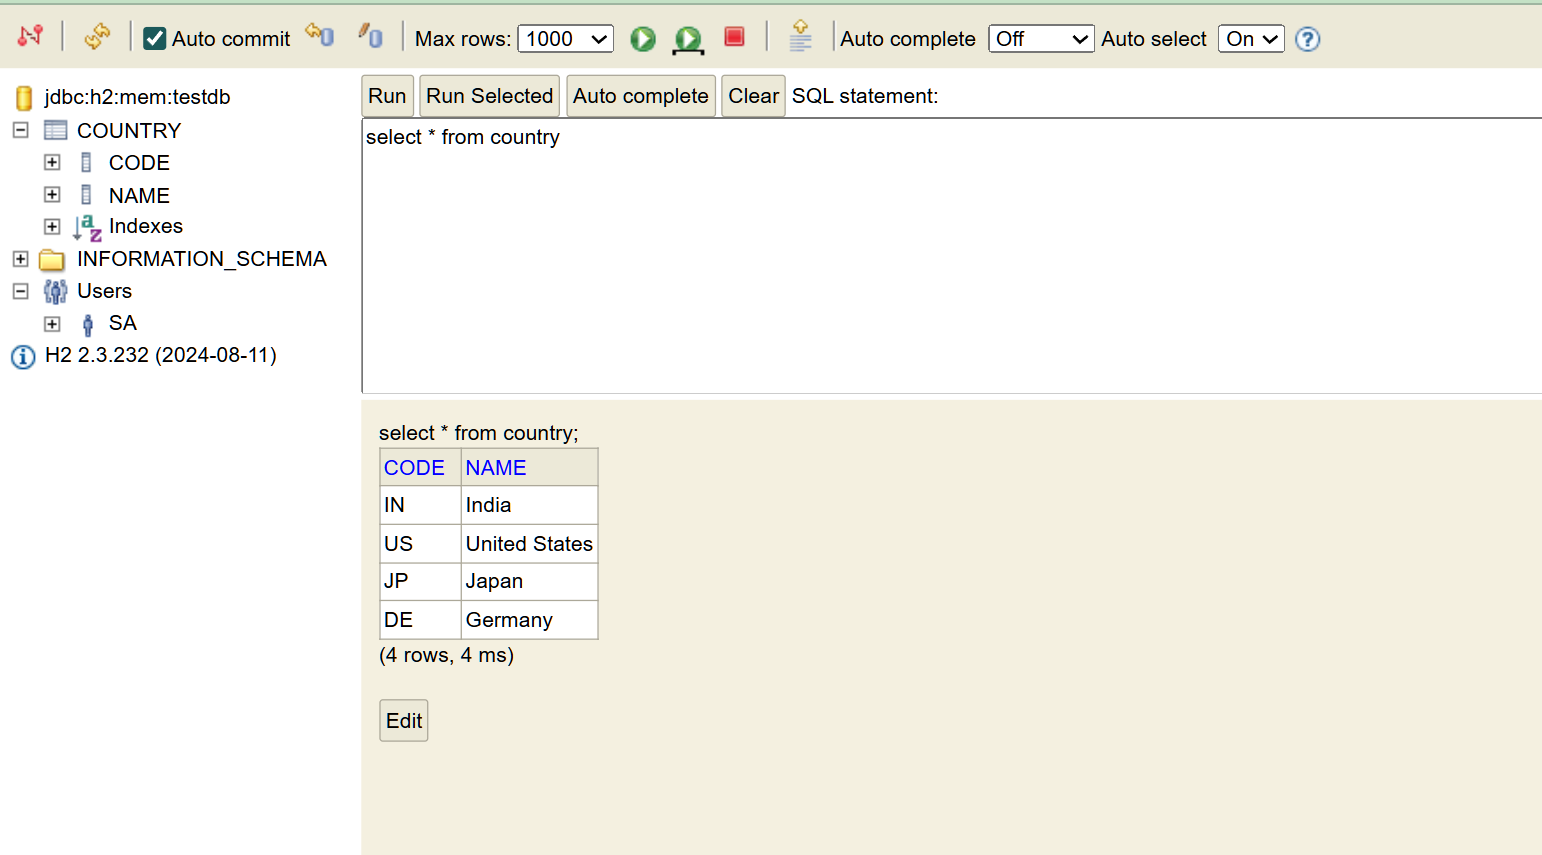 Auto commit Max rows: 1000 Auto complete Off Auto select On ?
jdbc:h2:mem:testdb
COUNTRY
CODE
NAME
Indexes
INFORMATION_SCHEMA
Users
SA
H2 2.3.232 (2024-08-11)
Run Run Selected Auto complete Clear SQL statement:
select * from country
select * from country;
CODE NAME
IN India
US United States
JP Japan
DE Germany
(4 rows, 4 ms)
Edit